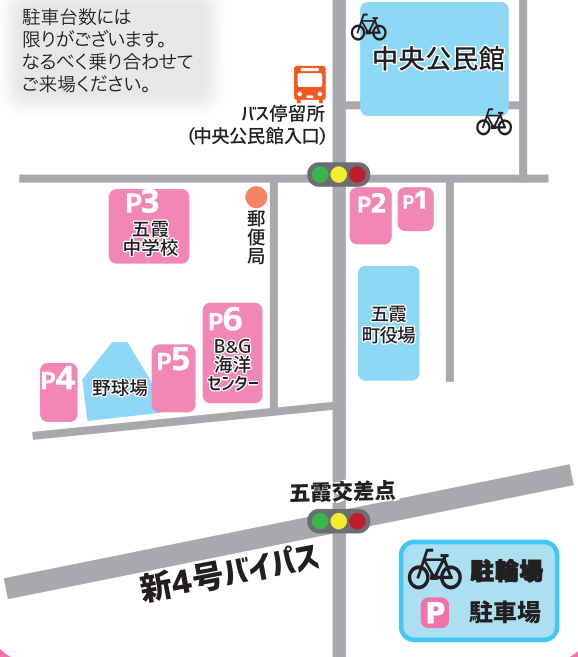 駐車台数には
限りがございます。
なるべく乗り合わせて
ご来場ください。
中央公民館
バス停留所
(中央公民館入口)
P3
五霞
中学校
郵便局
P2
P1
五霞
町役場
P6
B&G
海洋
センター
P5
野球場
P4
五霞交差点
新4号バイパス
駐輪場
P
駐車場